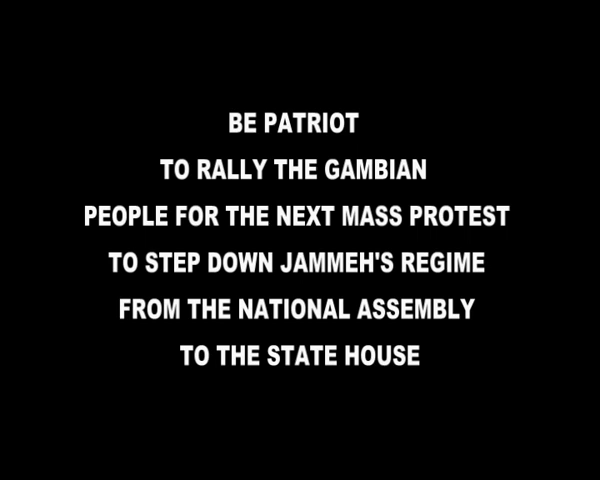 BE PATRIOT
TO RALLY THE GAMBIAN
PEOPLE FOR THE NEXT MASS PROTEST
TO STEP DOWN JAMMEH'S REGIME
FROM THE NATIONAL ASSEMBLY
TO THE STATE HOUSE